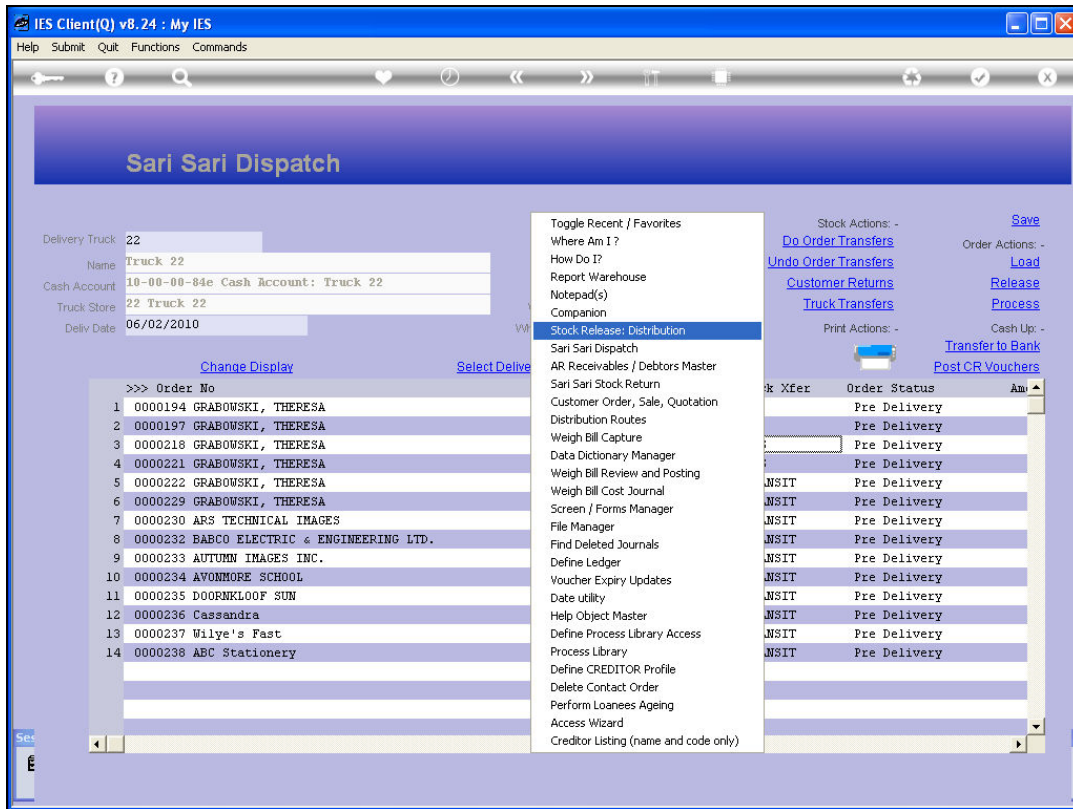 IES Client(Q) v8.24 : My IES
Help Submit Quit Functions Commands
Sari Sari Dispatch
Delivery Truck 22
Name Truck 22
Cash Account 10-00-00-84e Cash Account: Truck 22
Truck Store 22 Truck 22
Deliv Date 06/02/2010
Stock Actions: -
Do Order Transfers
Undo Order Transfers
Customer Returns
Truck Transfers
Print Actions: -
Save
Order Actions: -
Load
Release
Process
Cash Up: -
Transfer to Bank
Post CR Vouchers
Change Display
Select Delive
Toggle Recent / Favorites
Where Am I ?
How Do I?
Report Warehouse
Notepad(s)
Companion
Stock Release: Distribution
Sari Sari Dispatch
AR Receivables / Debtors Master
Sari Sari Stock Return
Customer Order, Sale, Quotation
Distribution Routes
Weigh Bill Capture
Data Dictionary Manager
Weigh Bill Review and Posting
Weigh Bill Cost Journal
Screen / Forms Manager
File Manager
Find Deleted Journals
Define Ledger
Voucher Expiry Updates
Date utility
Help Object Master
Define Process Library Access
Process Library
Define CREDITOR Profile
Delete Contact Order
Perform Loanees Ageing
Access Wizard
Creditor Listing (name and code only)
>>> Order No k Xfer Order Status Am
1 0000194 GRABOWSKI, THERESA Pre Delivery
2 0000197 GRABOWSKI, THERESA Pre Delivery
3 0000218 GRABOWSKI, THERESA Pre Delivery
4 0000221 GRABOWSKI, THERESA Pre Delivery
5 0000222 GRABOWSKI, THERESA NSIT Pre Delivery
6 0000229 GRABOWSKI, THERESA NSIT Pre Delivery
7 0000230 ARS TECHNICAL IMAGES NSIT Pre Delivery
8 0000232 BABCO ELECTRIC & ENGINEERING LTD. NSIT Pre Delivery
9 0000233 AUTUMN IMAGES INC. NSIT Pre Delivery
10 0000234 AVONMORE SCHOOL NSIT Pre Delivery
11 0000235 DOORNKLOOF SUN NSIT Pre Delivery
12 0000236 Cassandra NSIT Pre Delivery
13 0000237 Wilye's Fast NSIT Pre Delivery
14 0000238 ABC Stationery NSIT Pre Delivery